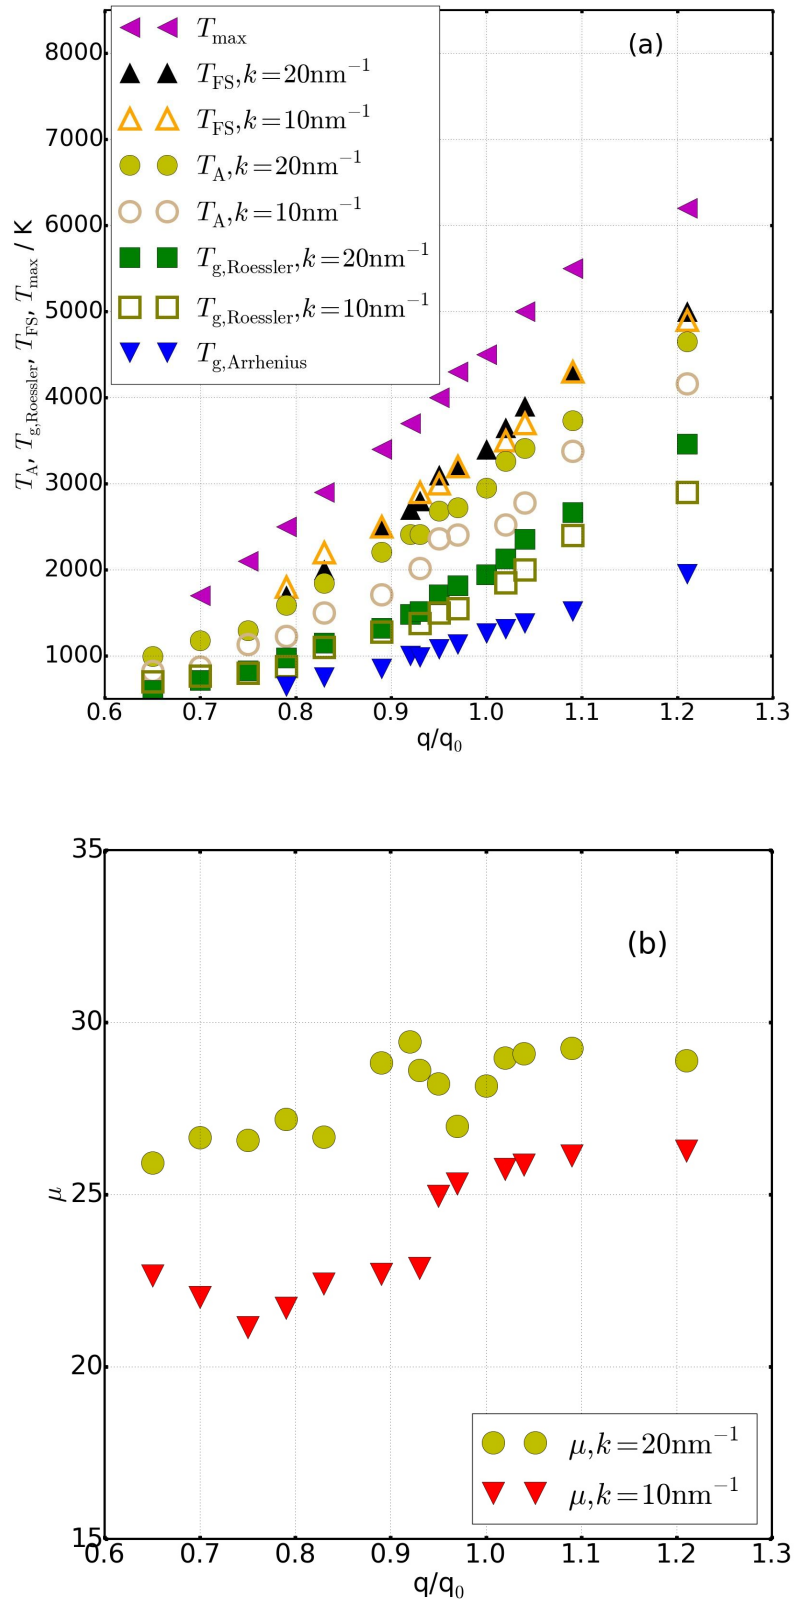 (a)
T_max
T_FS, k=20nm⁻¹
T_FS, k=10nm⁻¹
T_A, k=20nm⁻¹
T_A, k=10nm⁻¹
T_g,Roessler, k=20nm⁻¹
T_g,Roessler, k=10nm⁻¹
T_g,Arrhenius
T_A, T_g,Roessler, T_FS, T_max / K
8000
7000
6000
5000
4000
3000
2000
1000
0.6 0.7 0.8 0.9 1.0 1.1 1.2 1.3
q/q₀
(b)
μ
35
30
25
20
15
μ, k=20nm⁻¹
μ, k=10nm⁻¹
0.6 0.7 0.8 0.9 1.0 1.1 1.2 1.3
q/q₀